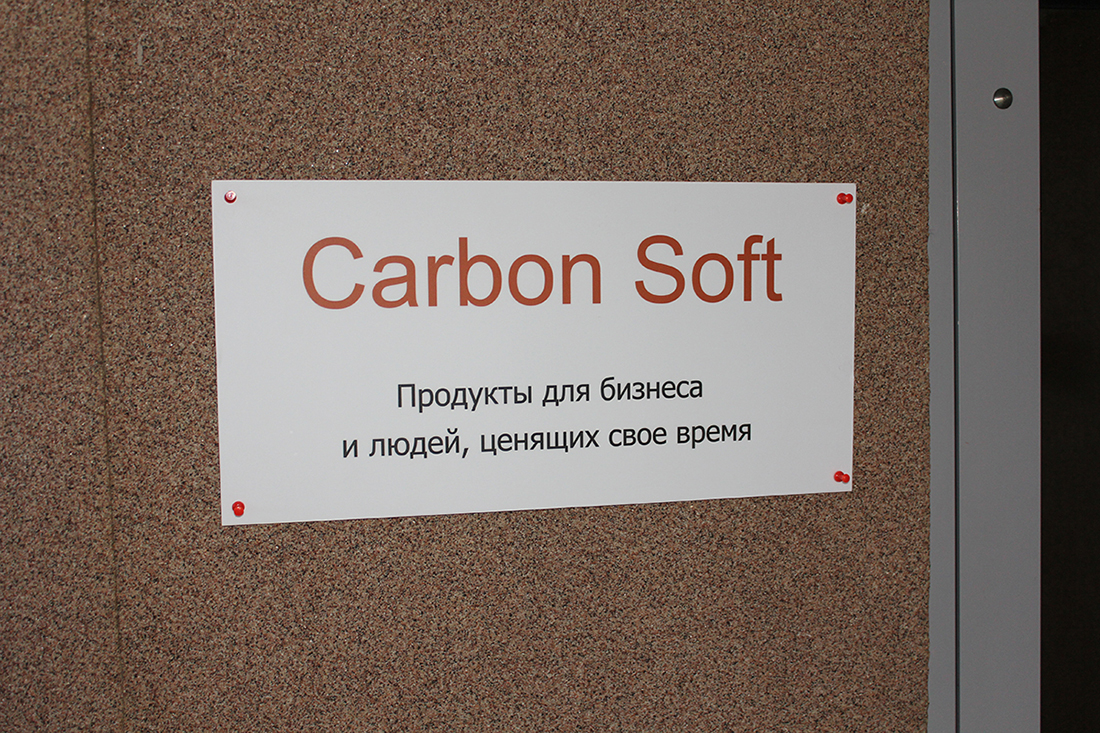 Carbon Soft
Продукты для бизнеса
и людей, ценящих свое время